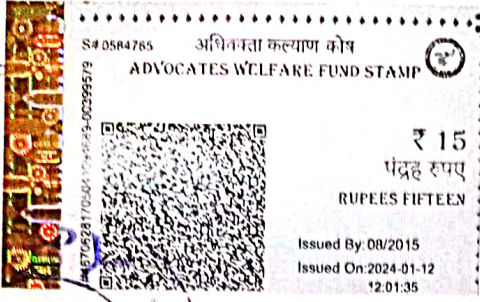 S# 0584765
अधिवक्ता कल्याण कोष
ADVOCATES WELFARE FUND STAMP
₹ 15
पंद्रह रुपए
RUPEES FIFTEEN
Issued By: 08/2015
Issued On:2024-01-12
12:01:35